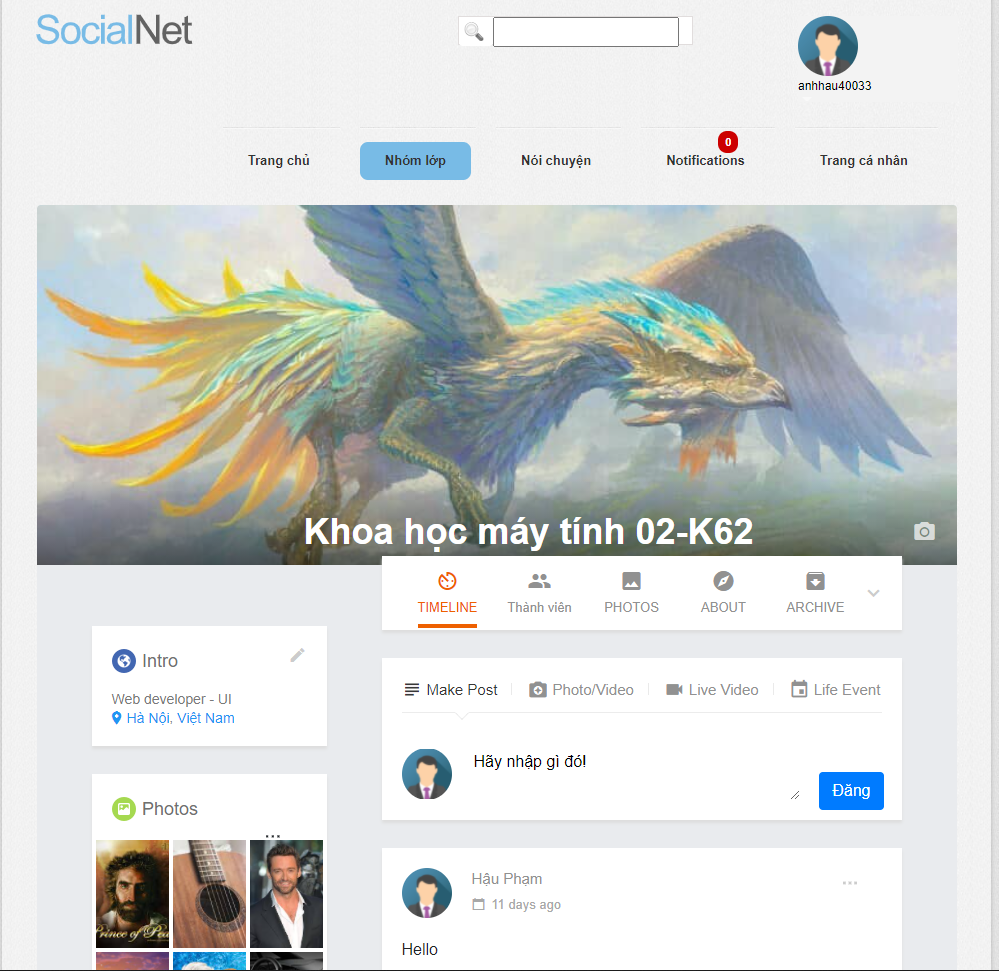 SocialNet
anhhau40033
0
Trang chủ Nhóm lớp Nói chuyện Notifications Trang cá nhân
Khoa học máy tính 02-K62
TIMELINE Thành viên PHOTOS ABOUT ARCHIVE
Intro
Web developer - UI
Hà Nội, Việt Nam
Make Post Photo/Video Live Video Life Event
Hãy nhập gì đó!
Đăng
Photos
...
Prince of Pea
Hậu Phạm
...
11 days ago
Hello